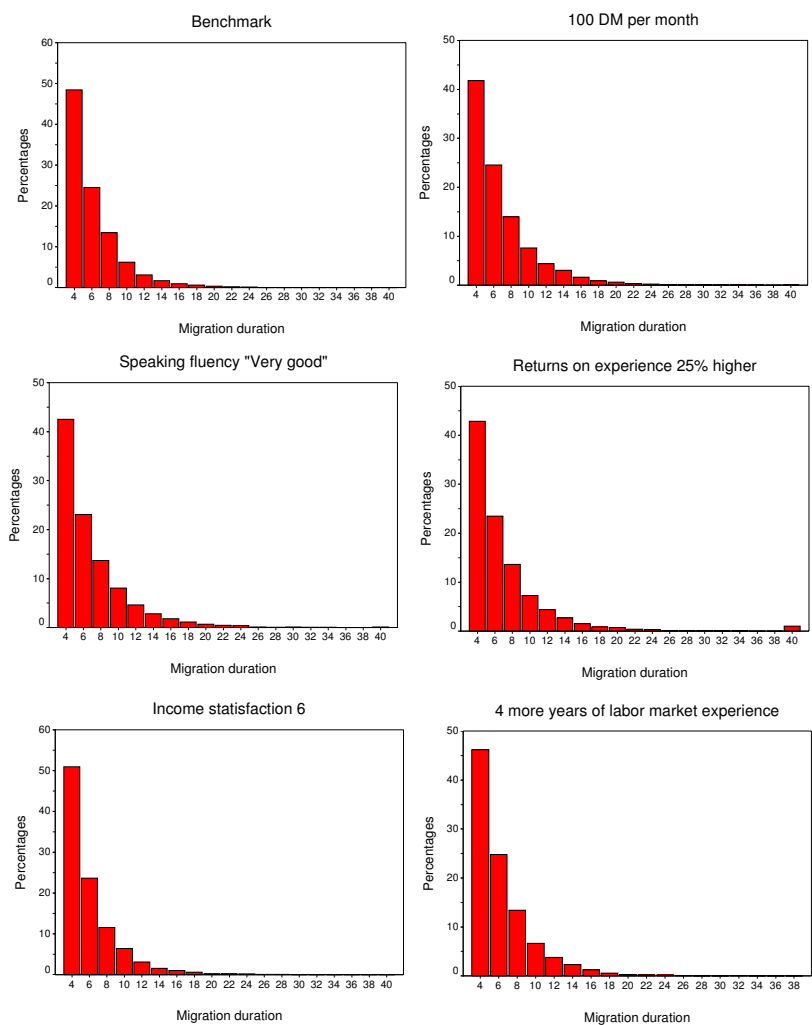 Benchmark
60
50
40
30
20
10
0
Percentages
4 6 8 10 12 14 16 18 20 22 24 26 28 30 32 34 36 38 40
Migration duration
100 DM per month
50
40
30
20
10
0
Percentages
4 6 8 10 12 14 16 18 20 22 24 26 28 30 32 34 36 38 40
Migration duration
Speaking fluency "Very good"
50
40
30
20
10
0
Percentages
4 6 8 10 12 14 16 18 20 22 24 26 28 30 32 34 36 38 40
Migration duration
Returns on experience 25% higher
50
40
30
20
10
0
Percentages
4 6 8 10 12 14 16 18 20 22 24 26 28 30 32 34 36 38 40
Migration duration
Income statisfaction 6
60
50
40
30
20
10
0
Percentages
4 6 8 10 12 14 16 18 20 22 24 26 28 30 32 34 36 38 40
Migration duration
4 more years of labor market experience
50
40
30
20
10
0
Percentages
4 6 8 10 12 14 16 18 20 22 24 26 28 30 32 34 36 38
Migration duration